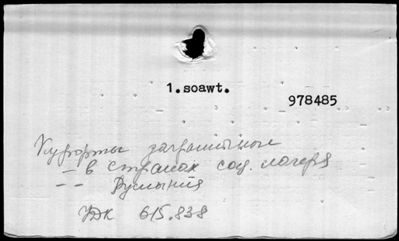 1.soawt.
978485
Курорты заграничные
— в странах соц. лагеря
— — Румыния
УДК 615.838